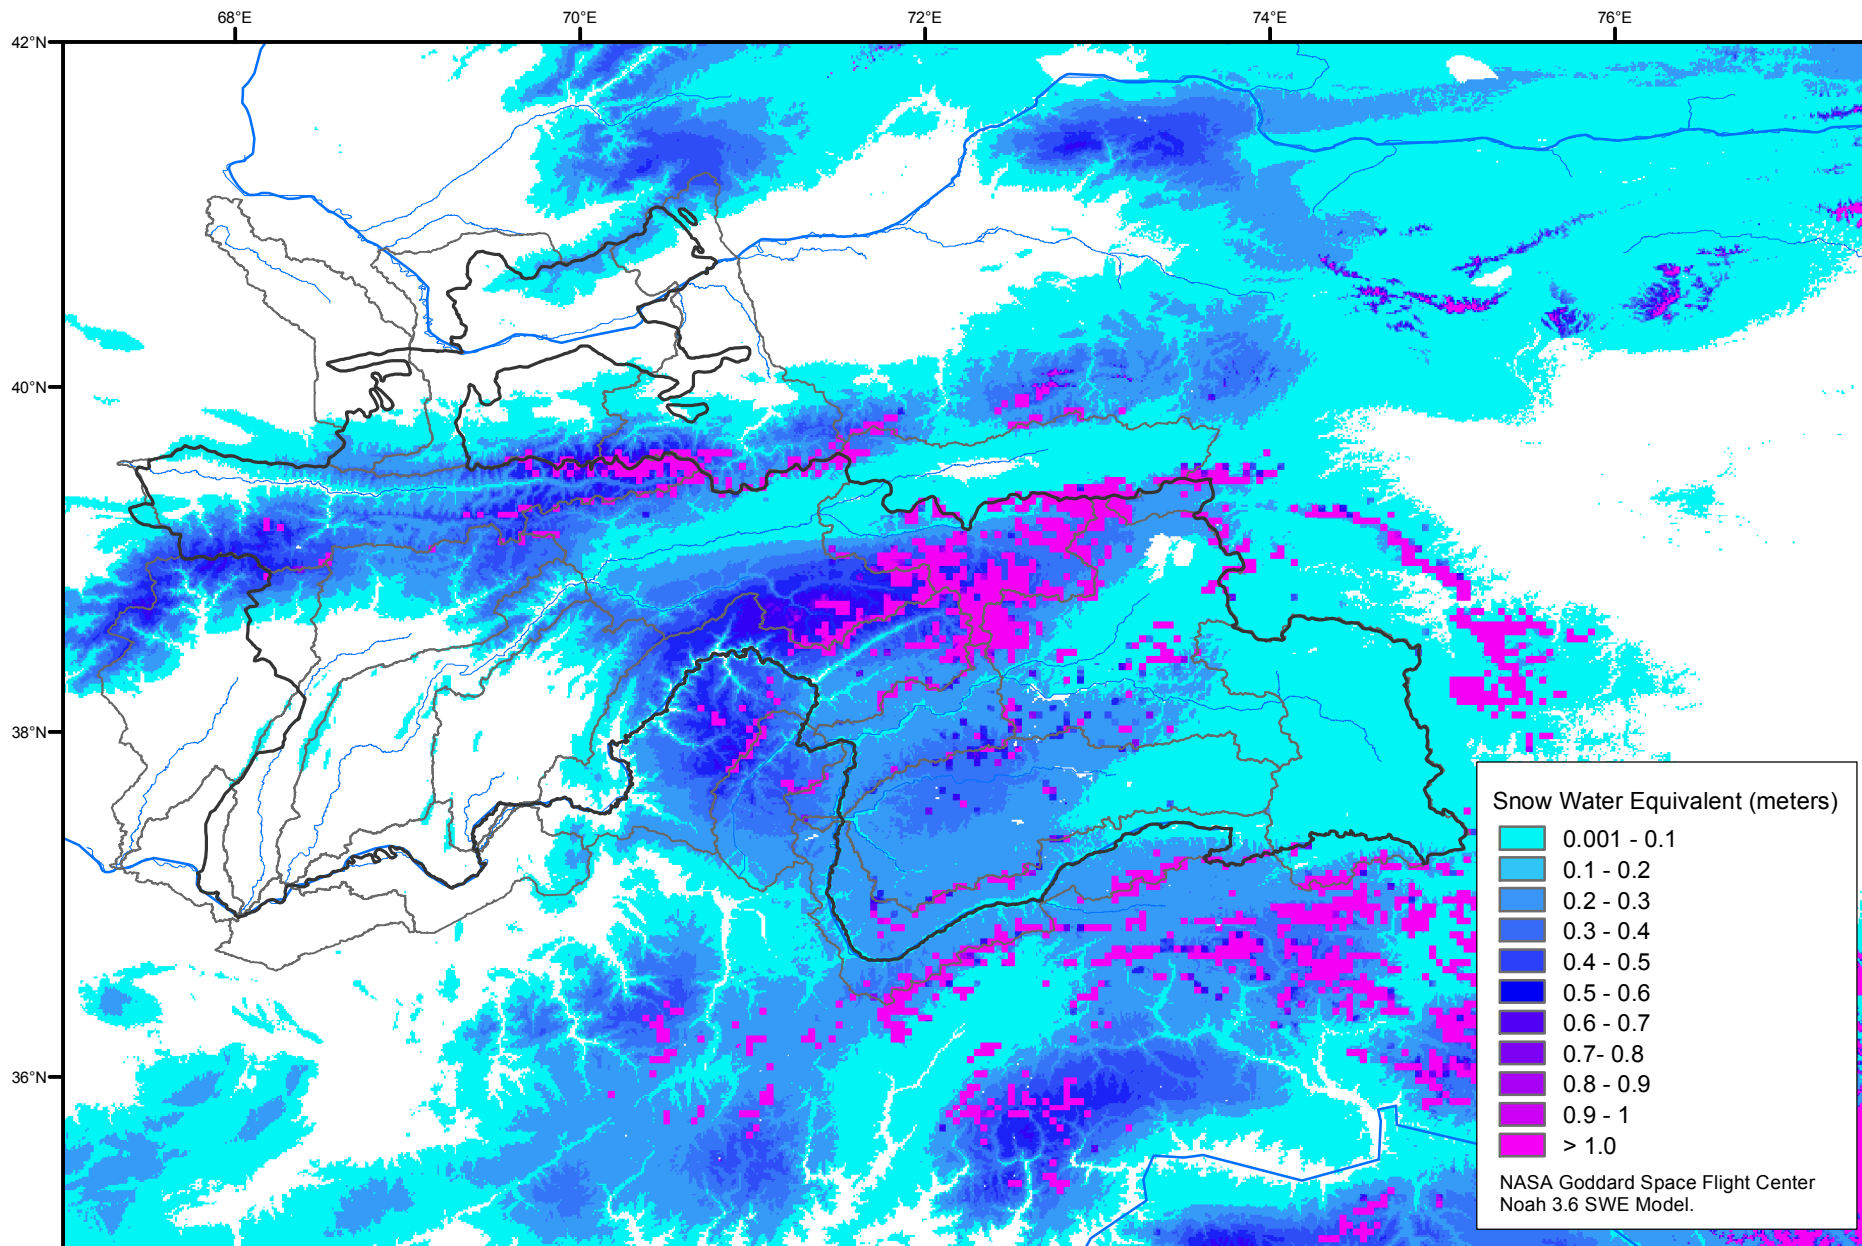 68°E 70°E 72°E 74°E 76°E
42°N
40°N
38°N
36°N
Snow Water Equivalent (meters)
0.001 - 0.1
0.1 - 0.2
0.2 - 0.3
0.3 - 0.4
0.4 - 0.5
0.5 - 0.6
0.6 - 0.7
0.7- 0.8
0.8 - 0.9
0.9 - 1
> 1.0
NASA Goddard Space Flight Center
Noah 3.6 SWE Model.